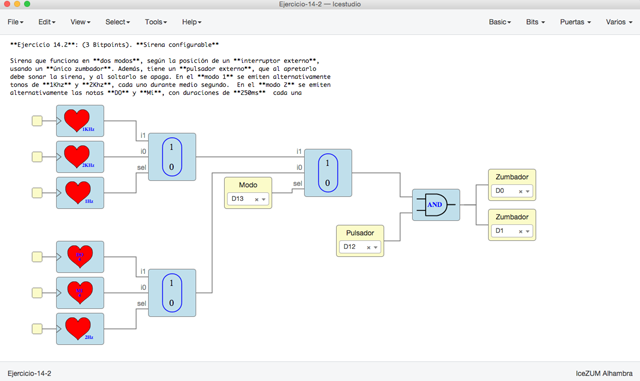 Ejercicio-14-2 — Icestudio
File Edit View Select Tools Help Basic Bits Puertas Varios
**Ejercicio 14.2**: (3 Bitpoints). **Sirena configurable**
Sirena que funciona en **dos modos**, según la posición de un **interruptor externo**,
usando un **único zumbador**. Además, tiene un **pulsador externo**, que al apretarlo
debe sonar la sirena, y al soltarlo se apaga. En el **modo 1** se emiten alternativamente
tonos de **1Khz** y **2Khz**, cada uno durante medio segundo.  En el **modo 2** se emiten
alternativamente las notas **DO** y **Mi**, con duraciones de **250ms**  cada una
1KHz
i1
1
2KHz
i0
0
sel
1Hz
i1
1
i0
0
Modo
sel
D13
Zumbador
D0
AND
Zumbador
D1
Pulsador
D12
i1
1
i0
0
sel
2Hz
Ejercicio-14-2
IceZUM Alhambra